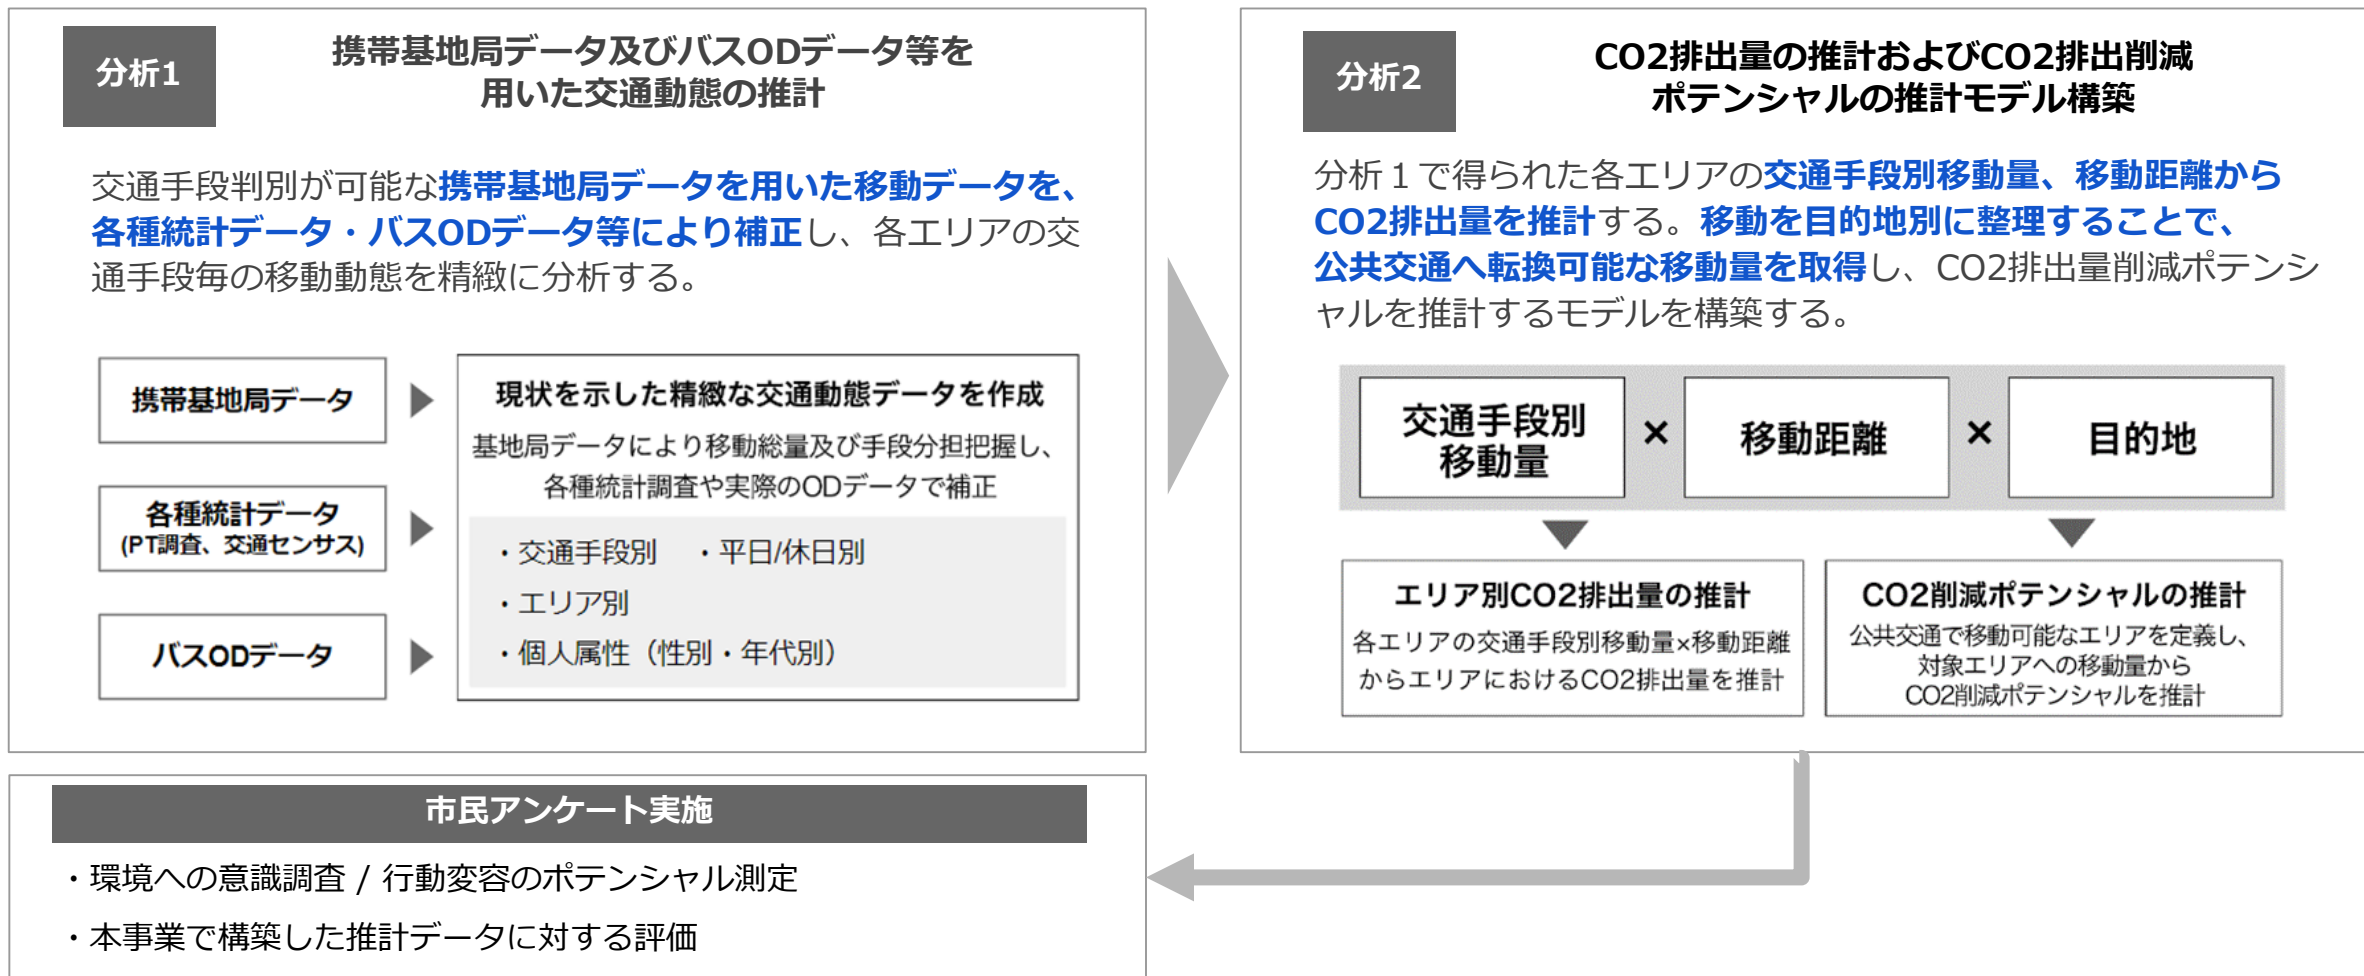 分析1
携帯基地局データ及びバスODデータ等を
用いた交通動態の推計
交通手段判別が可能な携帯基地局データを用いた移動データを、
各種統計データ・バスODデータ等により補正し、各エリアの交
通手段毎の移動動態を精緻に分析する。
携帯基地局データ
各種統計データ
(PT調査、交通センサス)
バスODデータ
現状を示した精緻な交通動態データを作成
基地局データにより移動総量及び手段分担把握し、
各種統計調査や実際のODデータで補正
・交通手段別 ・平日/休日別
・エリア別
・個人属性（性別・年代別）
分析2
CO2排出量の推計およびCO2排出削減
ポテンシャルの推計モデル構築
分析１で得られた各エリアの交通手段別移動量、移動距離から
CO2排出量を推計する。移動を目的地別に整理することで、
公共交通へ転換可能な移動量を取得し、CO2排出量削減ポテンシ
ャルを推計するモデルを構築する。
交通手段別
移動量
×
移動距離
×
目的地
エリア別CO2排出量の推計
各エリアの交通手段別移動量×移動距離
からエリアにおけるCO2排出量を推計
CO2削減ポテンシャルの推計
公共交通で移動可能なエリアを定義し、
対象エリアへの移動量から
CO2削減ポテンシャルを推計
市民アンケート実施
・環境への意識調査 / 行動変容のポテンシャル測定
・本事業で構築した推計データに対する評価